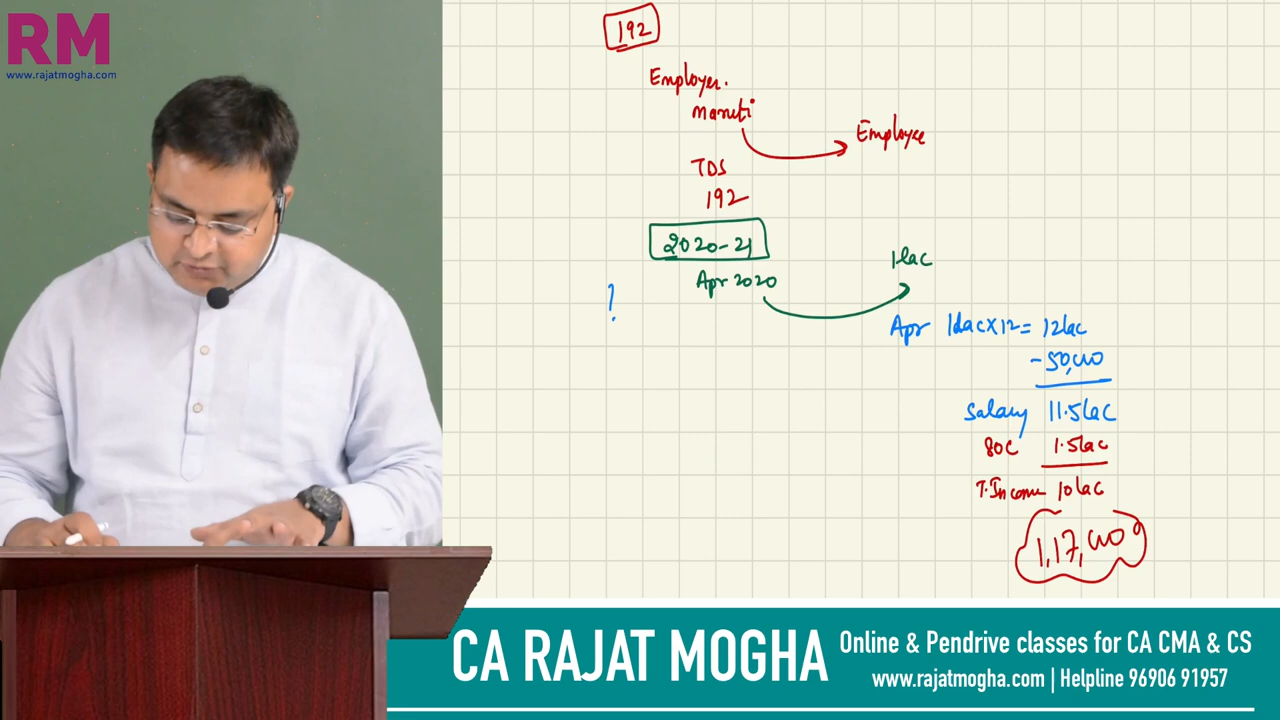 RM
www.rajatmogha.com
192
Employer.
Maruti
Employee
TDS
192
2020-21
Apr 2020
1lac
?
Apr 1lac×12 = 12lac
-50,000
Salary 11.5lac
80C 1.5lac
T.Income 10lac
1,17,000
CA RAJAT MOGHA
Online & Pendrive classes for CA CMA & CS
www.rajatmogha.com | Helpline 96906 91957